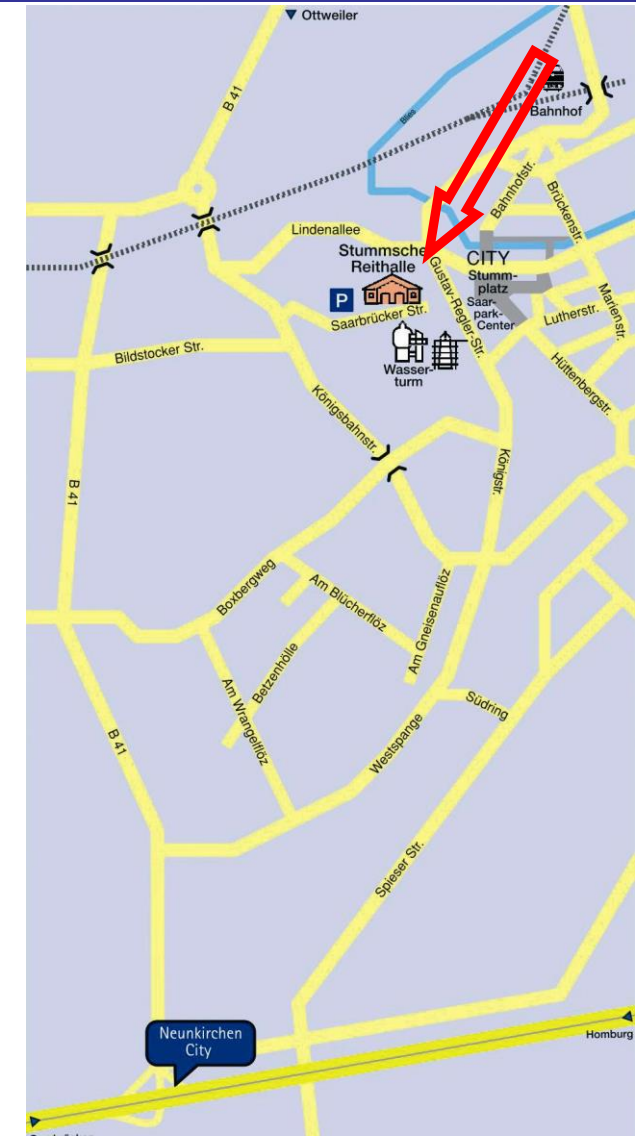 Ottweiler
B 41
Blies
Bahnhof
Bahnhofstr.
Brückenstr.
Lindenallee
Stummsche
Reithalle
CITY
Stumm-
platz
Saar-
park-
Center
Gustav-Regler-Str.
Marienstr.
P
Saarbrücker Str.
Lutherstr.
Wasser-
turm
Bildstocker Str.
Hüttenbergstr.
Königsbahnstr.
Königstr.
B 41
Boxbergweg
Am Blücherflöz
Am Gneisenauflöz
Betzenhölle
Am Wrangelflöz
Südring
B 41
Westspange
Spieser Str.
Neunkirchen
City
Homburg